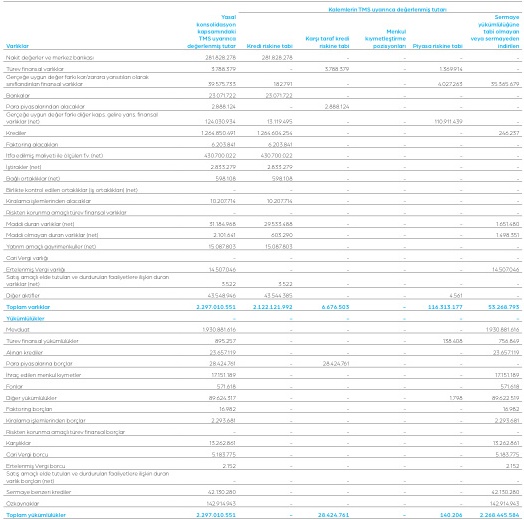 Kalemlerin TMS uyarınca değerlenmiş tutarı
Varlıklar | Yasal konsolidasyon kapsamındaki TMS uyarınca değerlenmiş tutar | Kredi riskine tabi | Karşı taraf kredi riskine tabi | Menkul kıymetleştirme pozisyonları | Piyasa riskine tabi | Sermaye yükümlülüğüne tabi olmayan veya sermayeden indirilen
Nakit değerler ve merkez bankası 281.828.278 281.828.278 – – – –
Türev finansal varlıklar 3.788.379 – 3.788.379 – 1.369.914 –
Gerçeğe uygun değer farkı kar/zarara yansıtılan olarak sınıflandırılan finansal varlıklar 39.575.733 182.791 – – 4.027.263 35.365.679
Bankalar 23.071.722 23.071.722 – – – –
Para piyasalarından alacaklar 2.888.124 – 2.888.124 – – –
Gerçeğe uygun değer farkı diğer kaps. gelire yans. finansal varlıklar (net) 124.030.934 13.119.495 – – 110.911.439 –
Krediler 1.264.850.491 1.264.604.254 – – – 246.237
Faktoring alacakları 6.203.841 6.203.841 – – – –
İtfa edilmiş maliyeti ile ölçülen f.v. (net) 430.700.022 430.700.022 – – – –
İştirakler (net) 2.833.279 2.833.279 – – – –
Bağlı ortaklıklar (net) 598.108 598.108 – – – –
Birlikte kontrol edilen ortaklıklar (iş ortaklıkları) (net) – – – – – –
Kiralama işlemlerinden alacaklar 10.207.714 10.207.714 – – – –
Riskten korunma amaçlı türev finansal varlıklar – – – – – –
Maddi duran varlıklar (net) 31.184.968 29.533.488 – – – 1.651.480
Maddi olmayan duran varlıklar (net) 2.101.641 603.290 – – – 1.498.351
Yatırım amaçlı gayrimenkuller (net) 15.087.803 15.087.803 – – – –
Cari Vergi varlığı – – – – – –
Ertelenmiş Vergi varlığı 14.507.046 – – – – 14.507.046
Satış amaçlı elde tutulan ve durdurulan faaliyetlere ilişkin duran varlıklar (net) 3.522 3.522 – – – –
Diğer aktifler 43.548.946 43.544.385 – – 4.561 –
Toplam varlıklar 2.297.010.551 2.122.121.992 6.676.503 – 116.313.177 53.268.793
Yükümlülükler – – – – – –
Mevduat 1.930.881.616 – – – – 1.930.881.616
Türev finansal yükümlülükler 895.257 – – – 138.408 756.849
Alınan krediler 23.657.119 – – – – 23.657.119
Para piyasalarına borçlar 28.424.761 – 28.424.761 – – –
İhraç edilen menkul kıymetler 17.151.189 – – – – 17.151.189
Fonlar 571.618 – – – – 571.618
Diğer yükümlülükler 89.624.317 – – – 1.798 89.622.519
Faktoring borçları 16.982 – – – – 16.982
Kiralama işlemlerinden borçlar 2.293.681 – – – – 2.293.681
Riskten korunma amaçlı türev finansal borçlar – – – – – –
Karşılıklar 13.262.861 – – – – 13.262.861
Cari Vergi borcu 5.183.775 – – – – 5.183.775
Ertelenmiş Vergi borcu 2.152 – – – – 2.152
Satış amaçlı elde tutulan ve durdurulan faaliyetlere ilişkin duran varlık borçları (net) – – – – – –
Sermaye benzeri krediler 42.130.280 – – – – 42.130.280
Özkaynaklar 142.914.943 – – – – 142.914.943
Toplam yükümlülükler 2.297.010.551 – 28.424.761 – 140.206 2.268.445.584